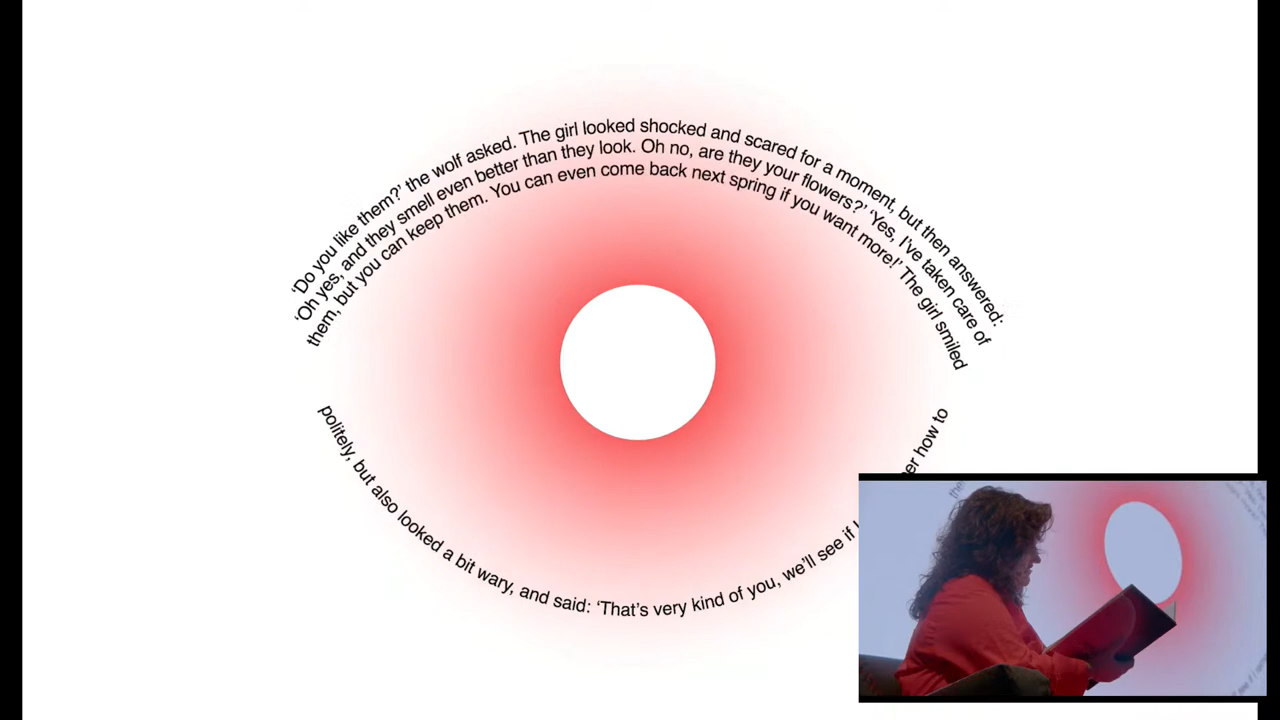 ‘Do you like them?’ the wolf asked. The girl looked shocked and scared for a moment, but then answered:
‘Oh yes, and they smell even better than they look. Oh no, are they your flowers?’ ‘Yes, I’ve taken care of
them, but you can keep them. You can even come back next spring if you want more!’ The girl smiled
politely, but also looked a bit wary, and said: ‘That’s very kind of you, we’ll see if I how to